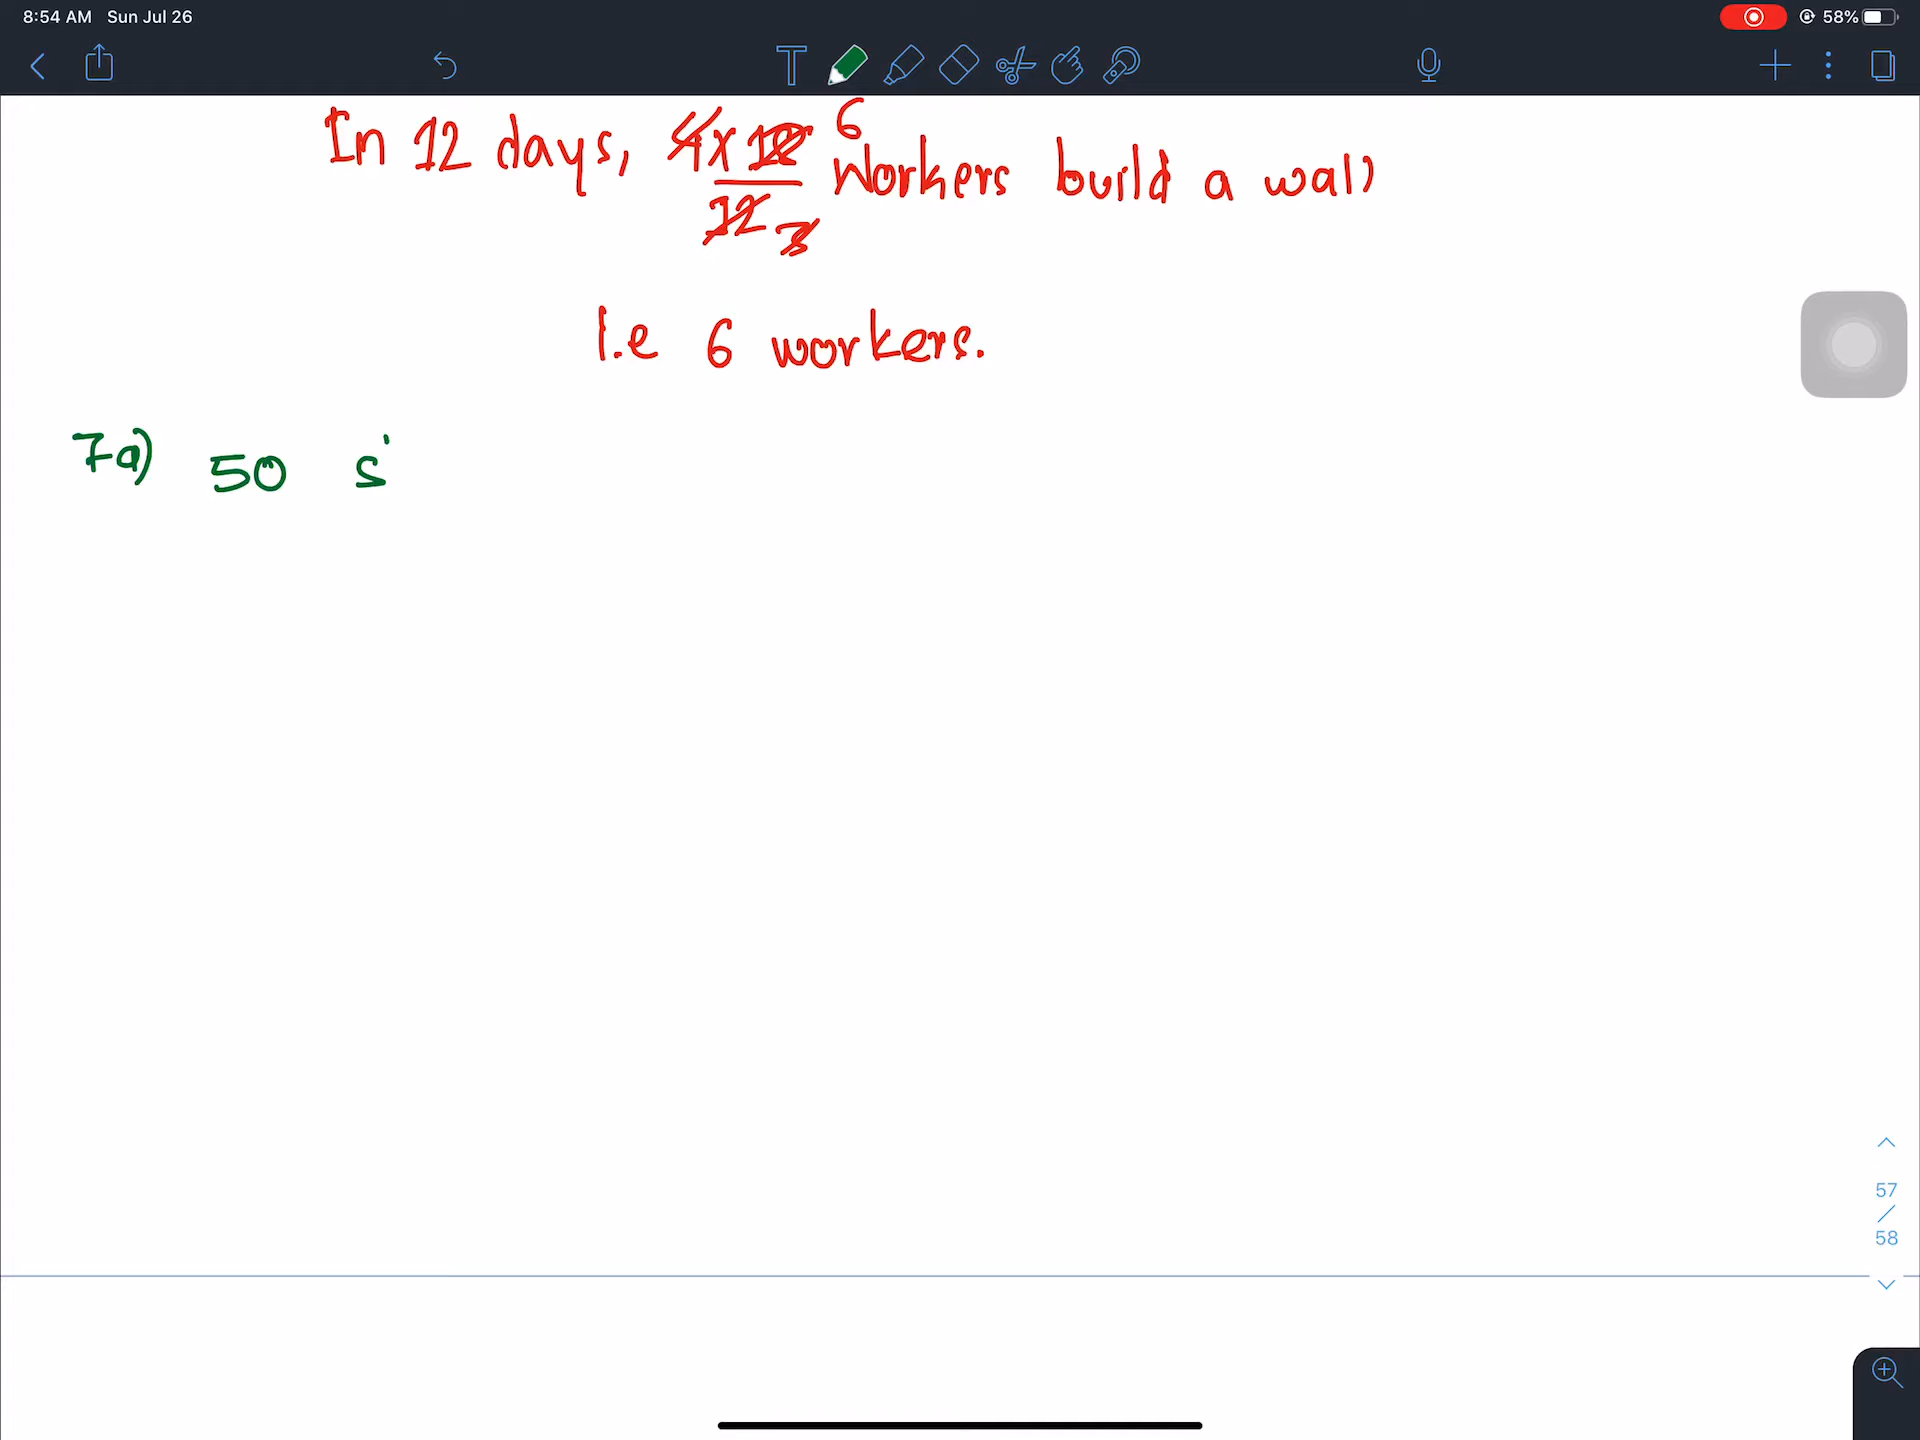 8:54 AM Sun Jul 26
58%
In 12 days, 4x18 6 workers build a wall
12 3
I.e 6 workers.
7a) 50 s
57
/
58